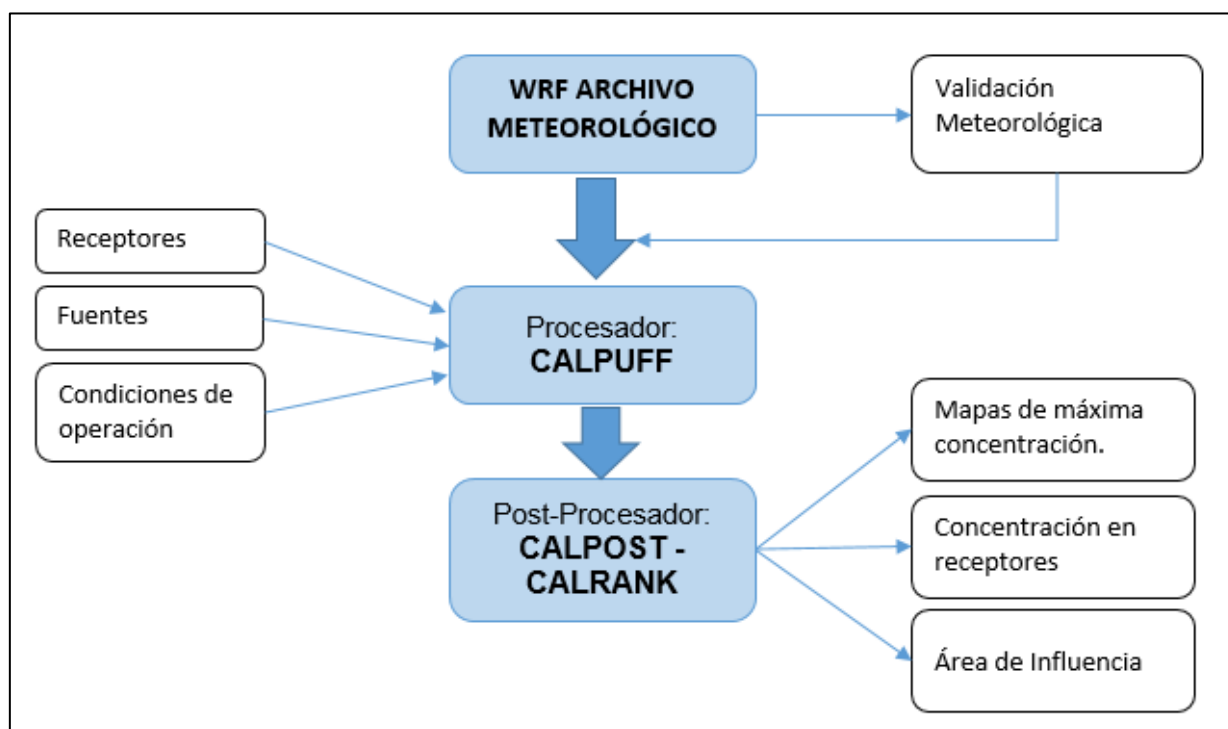 WRF ARCHIVO
METEOROLÓGICO
Validación
Meteorológica
Receptores
Fuentes
Condiciones de
operación
Procesador:
CALPUFF
Post-Procesador:
CALPOST -
CALRANK
Mapas de máxima
concentración.
Concentración en
receptores
Área de Influencia